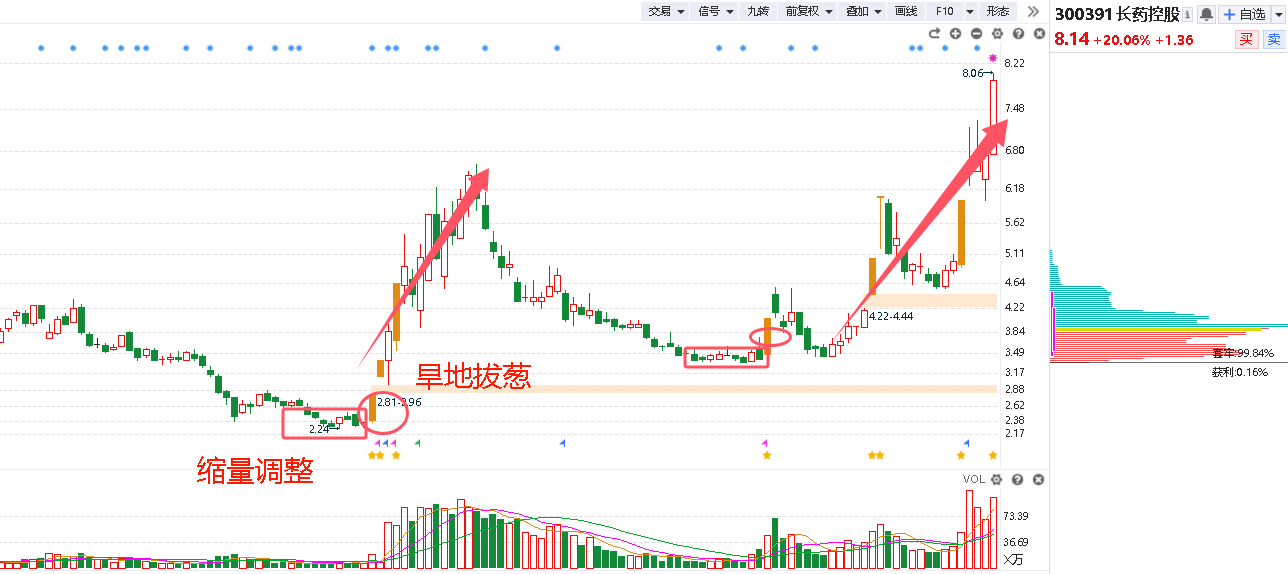 交易 信号 九转 前复权 叠加 画线 F10 形态
300391 长药控股 自选
8.14 +20.06% +1.36 买 卖
8.06
8.22
7.48
6.80
6.18
5.62
5.11
4.64
4.22
3.84
3.49
3.17
2.88
2.62
2.38
2.17
4.22-4.44
套牢:99.84%
获利:0.16%
旱地拔葱
2.81-2.96
2.24
缩量调整
VOL
73.39
36.69
X万